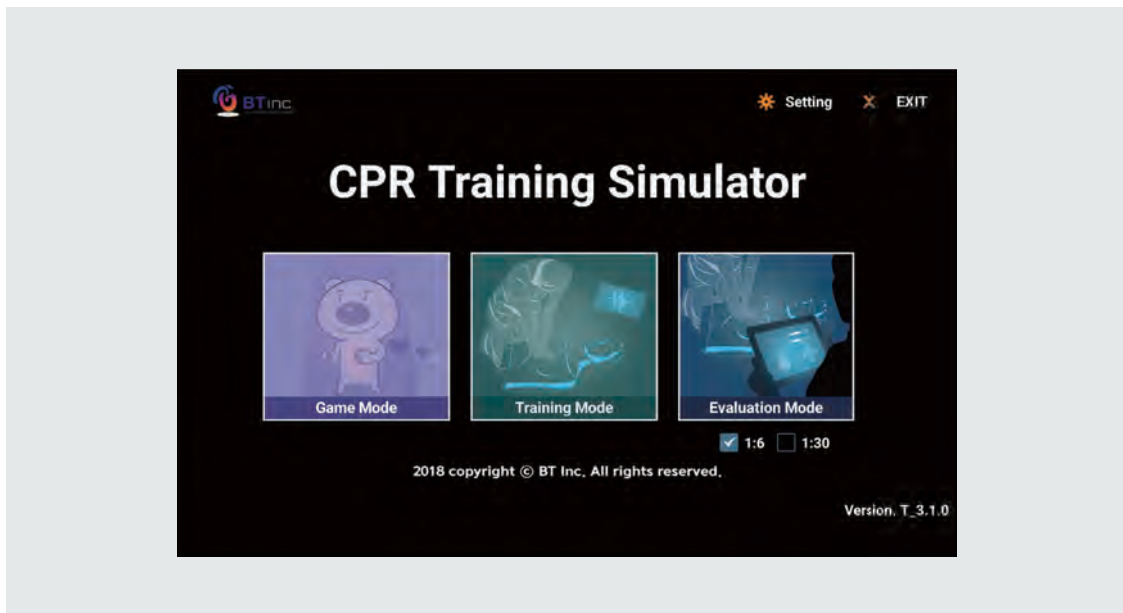 BTinc
Setting
EXIT
CPR Training Simulator
Game Mode
Training Mode
Evaluation Mode
1:6
1:30
2018 copyright © BT Inc. All rights reserved.
Version. T_3.1.0